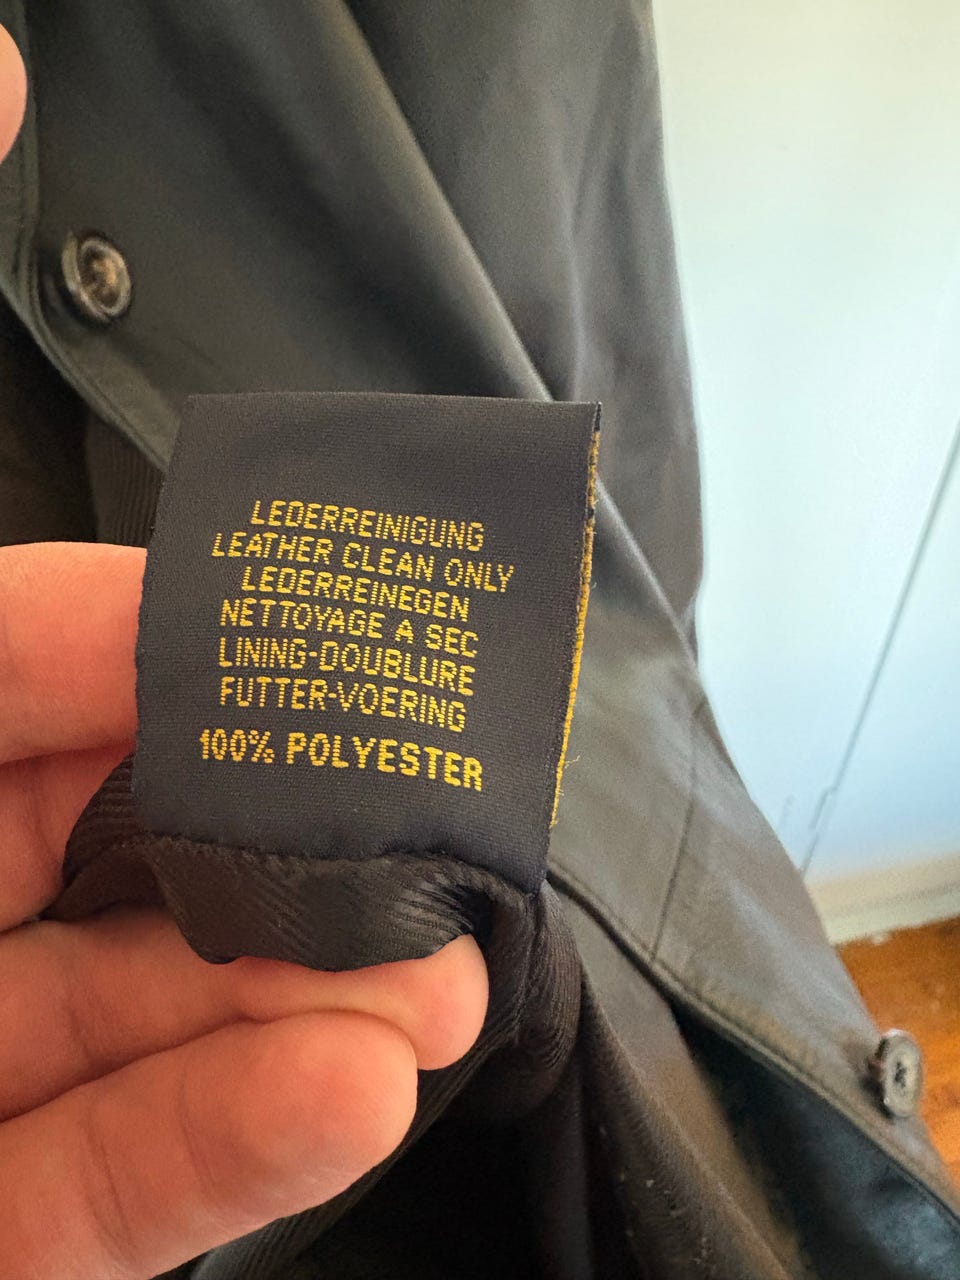 LEDERREINIGUNG
LEATHER CLEAN ONLY
LEDERREINEGEN
NETTOYAGE A SEC
LINING-DOUBLURE
FUTTER-VOERING
100% POLYESTER